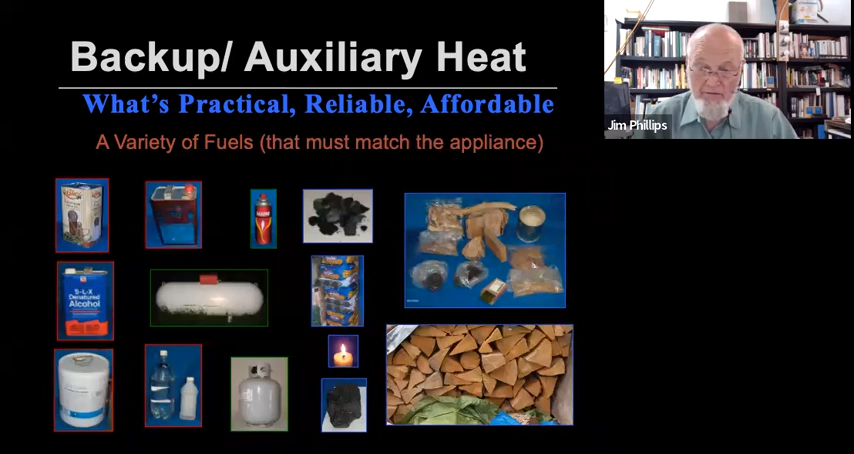 Backup/ Auxiliary Heat
What's Practical, Reliable, Affordable
A Variety of Fuels (that must match the appliance)
Jim Phillips
S-L-X
Denatured
Alcohol